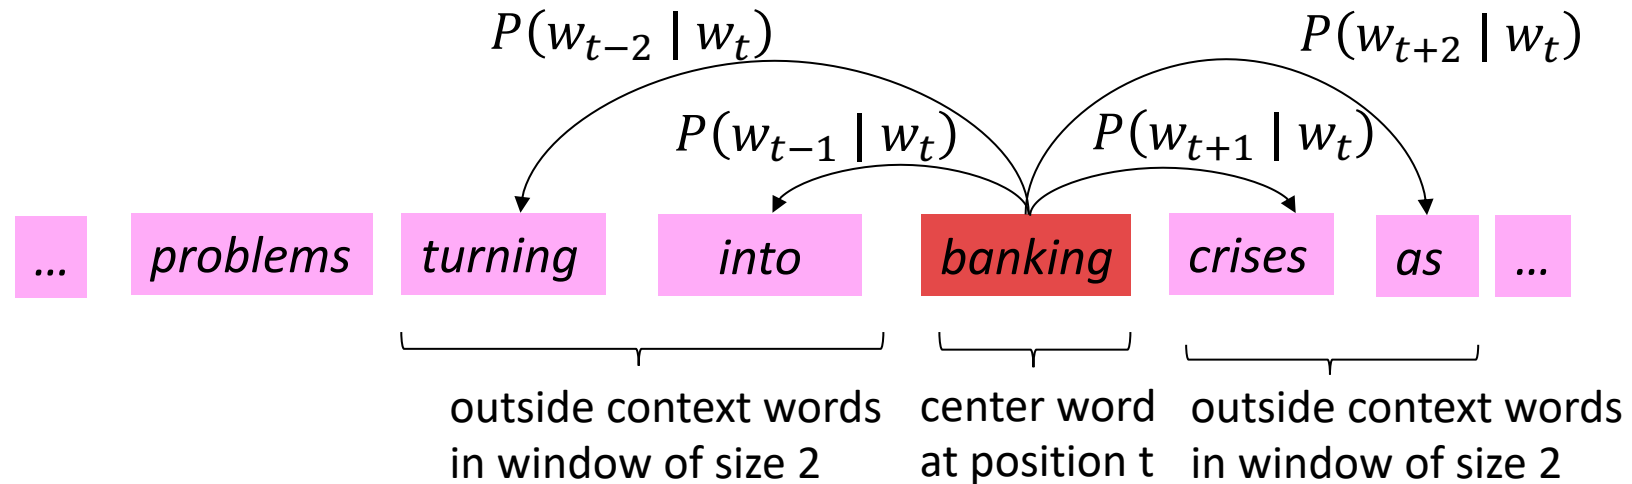 P(w_{t−2} | w_t) P(w_{t+2} | w_t)
P(w_{t−1} | w_t) P(w_{t+1} | w_t)
... problems turning into banking crises as ...
outside context words
in window of size 2
center word
at position t
outside context words
in window of size 2